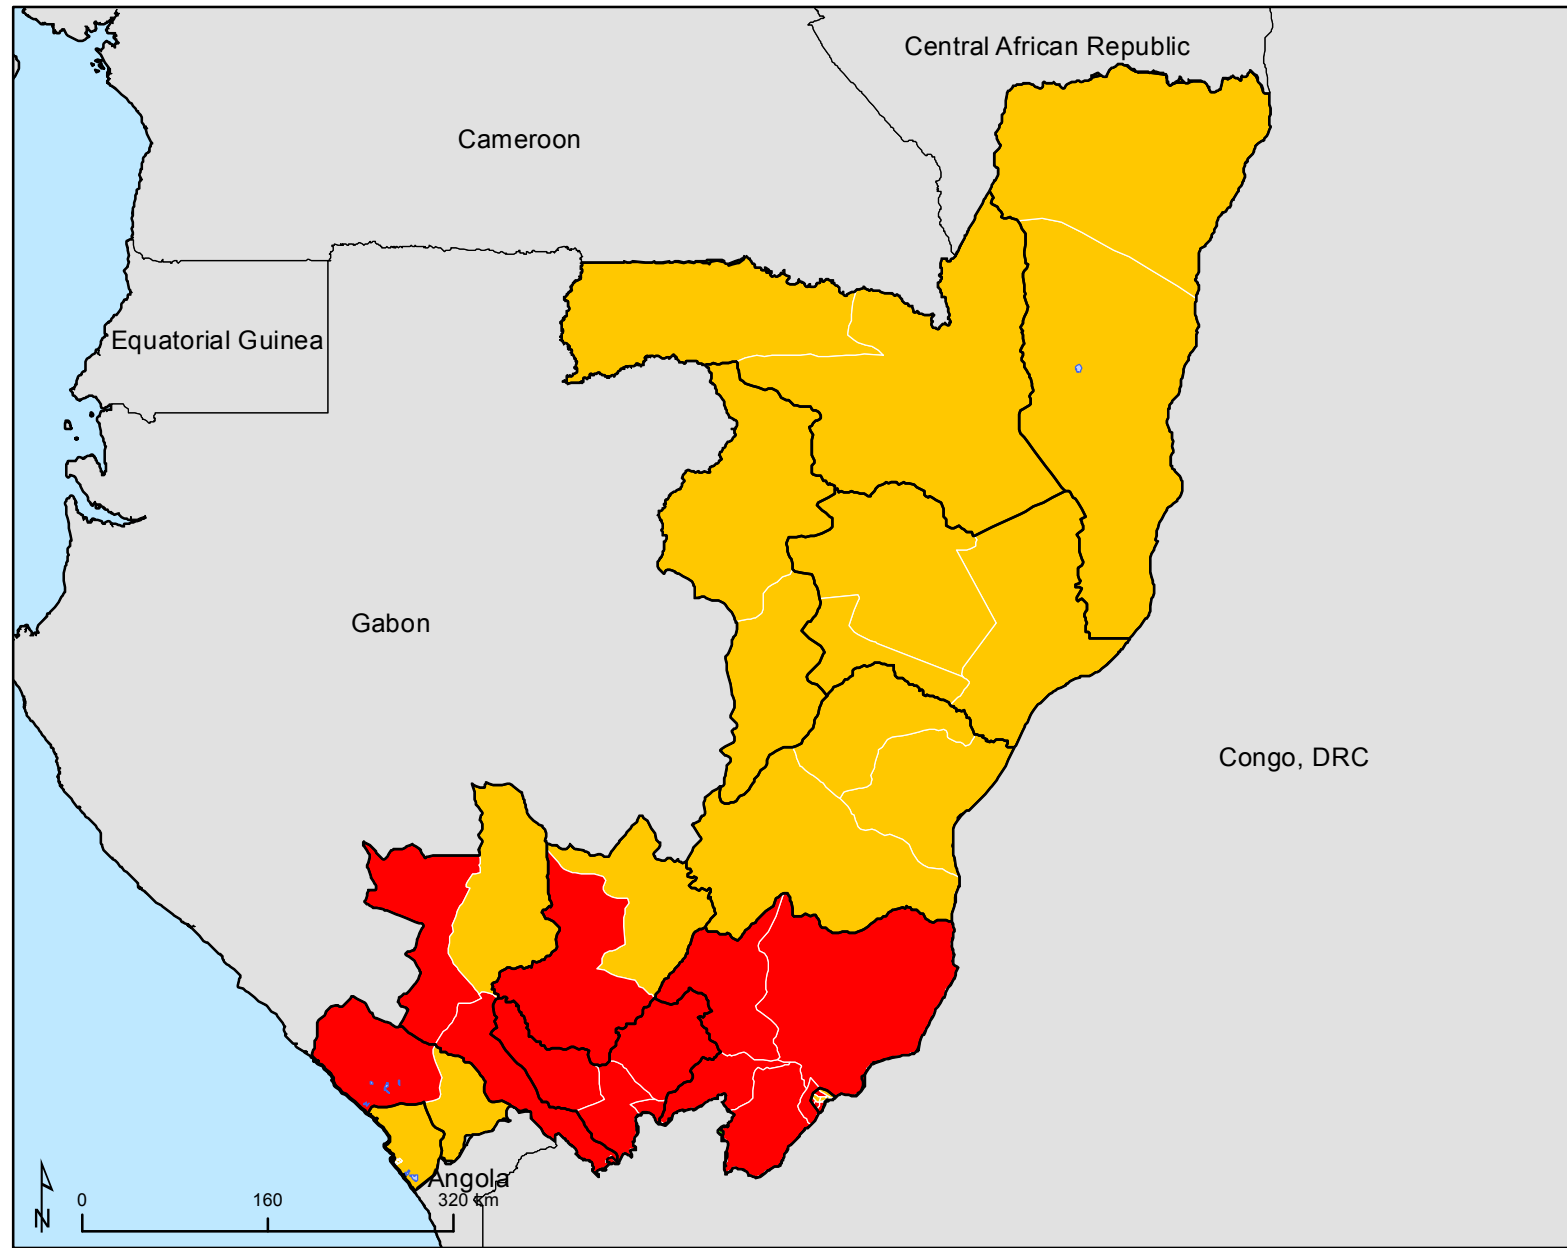 Central African Republic
Cameroon
Equatorial Guinea
Gabon
Congo, DRC
Angola
N
0 160 320 km